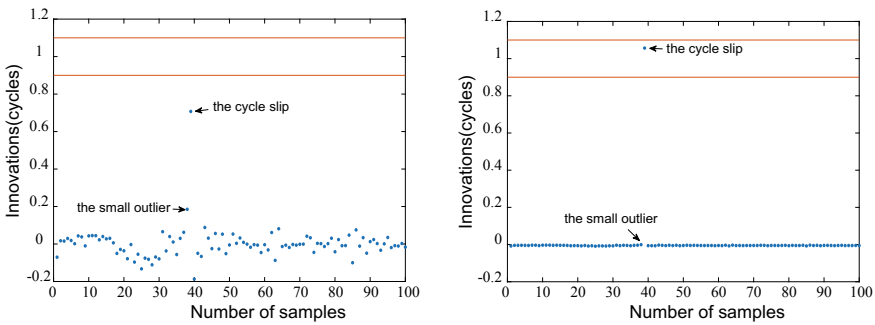 1.2
1
0.8
0.6
0.4
0.2
0
-0.2
Innovations(cycles)
the cycle slip
the small outlier
0 10 20 30 40 50 60 70 80 90 100
Number of samples
1.2
1
0.8
0.6
0.4
0.2
0
-0.2
Innovations(cycles)
the cycle slip
the small outlier
0 10 20 30 40 50 60 70 80 90 100
Number of samples